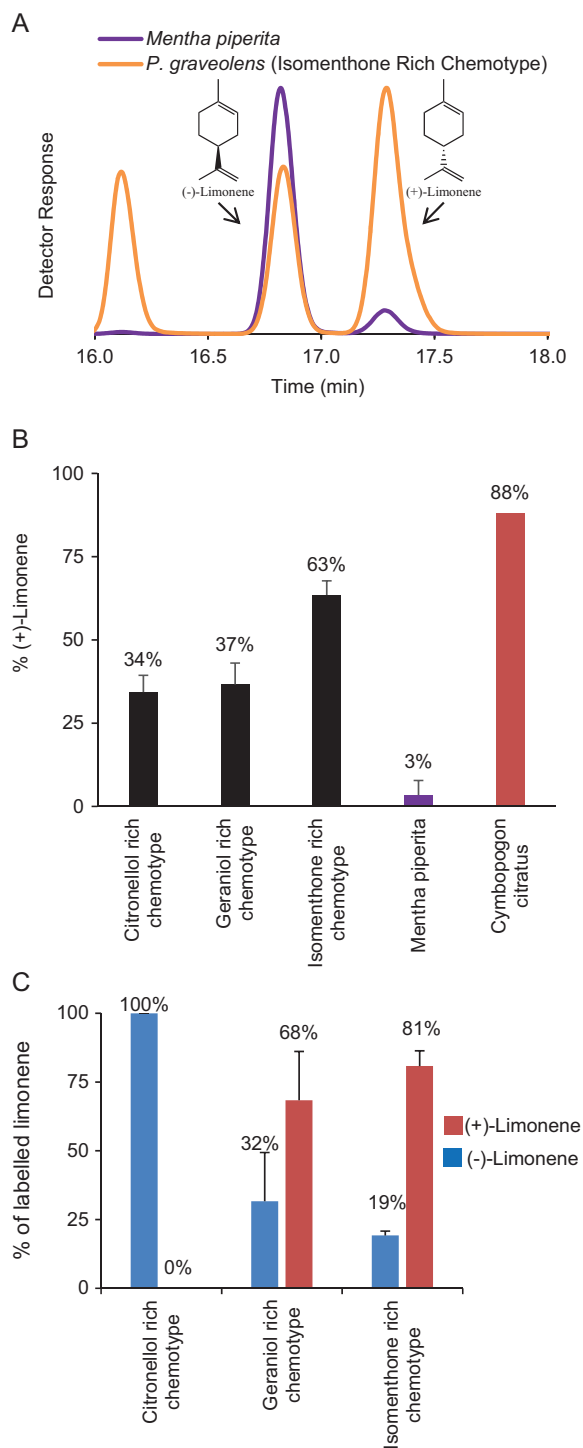 A
Mentha piperita
P. graveolens (Isomenthone Rich Chemotype)
Detector Response
(-)-Limonene
(+)-Limonene
16.0 16.5 17.0 17.5 18.0
Time (min)
B
% (+)-Limonene
100
75
50
25
0
34%
37%
63%
3%
88%
Citronellol rich
chemotype
Geraniol rich
chemotype
Isomenthone rich
chemotype
Mentha piperita
Cymbopogon
citratus
C
% of labelled limonene
100
75
50
25
0
100%
0%
32%
68%
19%
81%
(+)-Limonene
(-)-Limonene
Citronellol rich
chemotype
Geraniol rich
chemotype
Isomenthone rich
chemotype